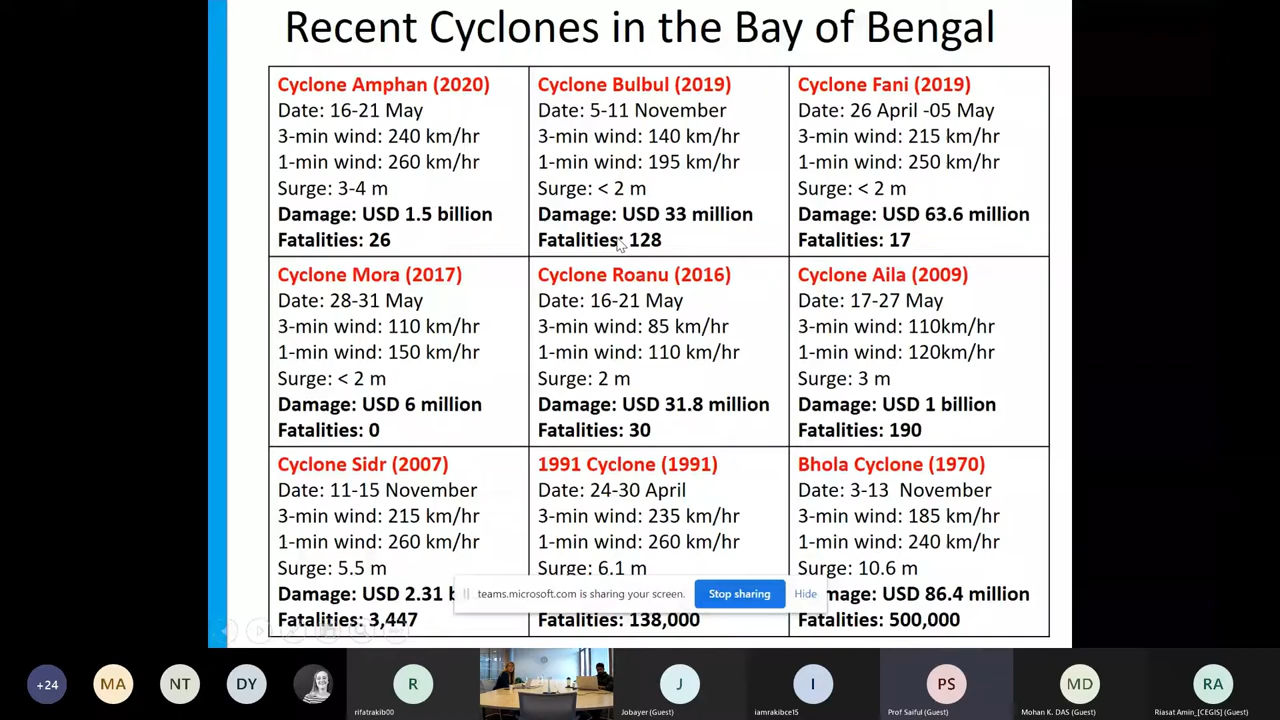 Recent Cyclones in the Bay of Bengal
Cyclone Amphan (2020)
Date: 16-21 May
3-min wind: 240 km/hr
1-min wind: 260 km/hr
Surge: 3-4 m
Damage: USD 1.5 billion
Fatalities: 26
Cyclone Bulbul (2019)
Date: 5-11 November
3-min wind: 140 km/hr
1-min wind: 195 km/hr
Surge: < 2 m
Damage: USD 33 million
Fatalities: 128
Cyclone Fani (2019)
Date: 26 April -05 May
3-min wind: 215 km/hr
1-min wind: 250 km/hr
Surge: < 2 m
Damage: USD 63.6 million
Fatalities: 17
Cyclone Mora (2017)
Date: 28-31 May
3-min wind: 110 km/hr
1-min wind: 150 km/hr
Surge: < 2 m
Damage: USD 6 million
Fatalities: 0
Cyclone Roanu (2016)
Date: 16-21 May
3-min wind: 85 km/hr
1-min wind: 110 km/hr
Surge: 2 m
Damage: USD 31.8 million
Fatalities: 30
Cyclone Aila (2009)
Date: 17-27 May
3-min wind: 110km/hr
1-min wind: 120km/hr
Surge: 3 m
Damage: USD 1 billion
Fatalities: 190
Cyclone Sidr (2007)
Date: 11-15 November
3-min wind: 215 km/hr
1-min wind: 260 km/hr
Surge: 5.5 m
Damage: USD 2.31
Fatalities: 3,447
1991 Cyclone (1991)
Date: 24-30 April
3-min wind: 235 km/hr
1-min wind: 260 km/hr
Surge: 6.1 m
Fatalities: 138,000
Bhola Cyclone (1970)
Date: 3-13 November
3-min wind: 185 km/hr
1-min wind: 240 km/hr
Surge: 10.6 m
USD 86.4 million
Fatalities: 500,000
teams.microsoft.com is sharing your screen. Stop sharing Hide
+24 MA NT DY R J I PS MD RA
rifatrakib00 Jobayer (Guest) iamrakibce15 Prof Saiful (Guest) Mohan K. DAS (Guest) Riasat Amin_[CEGIS] (Guest)